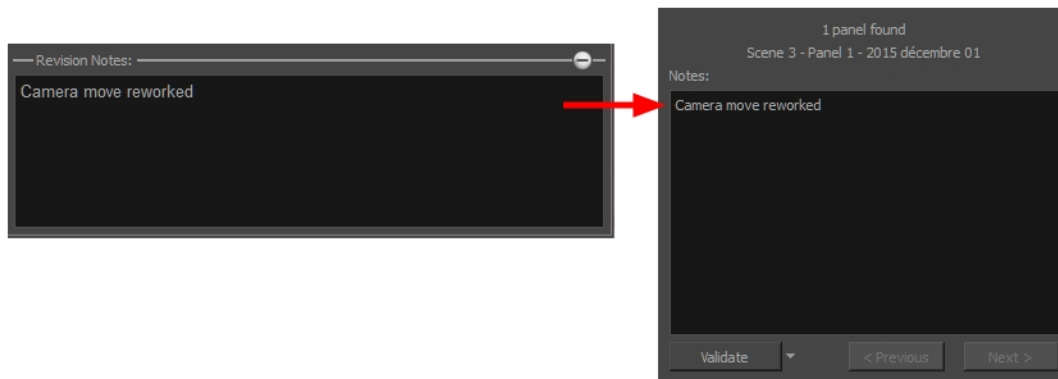 Revision Notes:
Camera move reworked
1 panel found
Scene 3 - Panel 1 - 2015 décembre 01
Notes:
Camera move reworked
Validate
< Previous
Next >